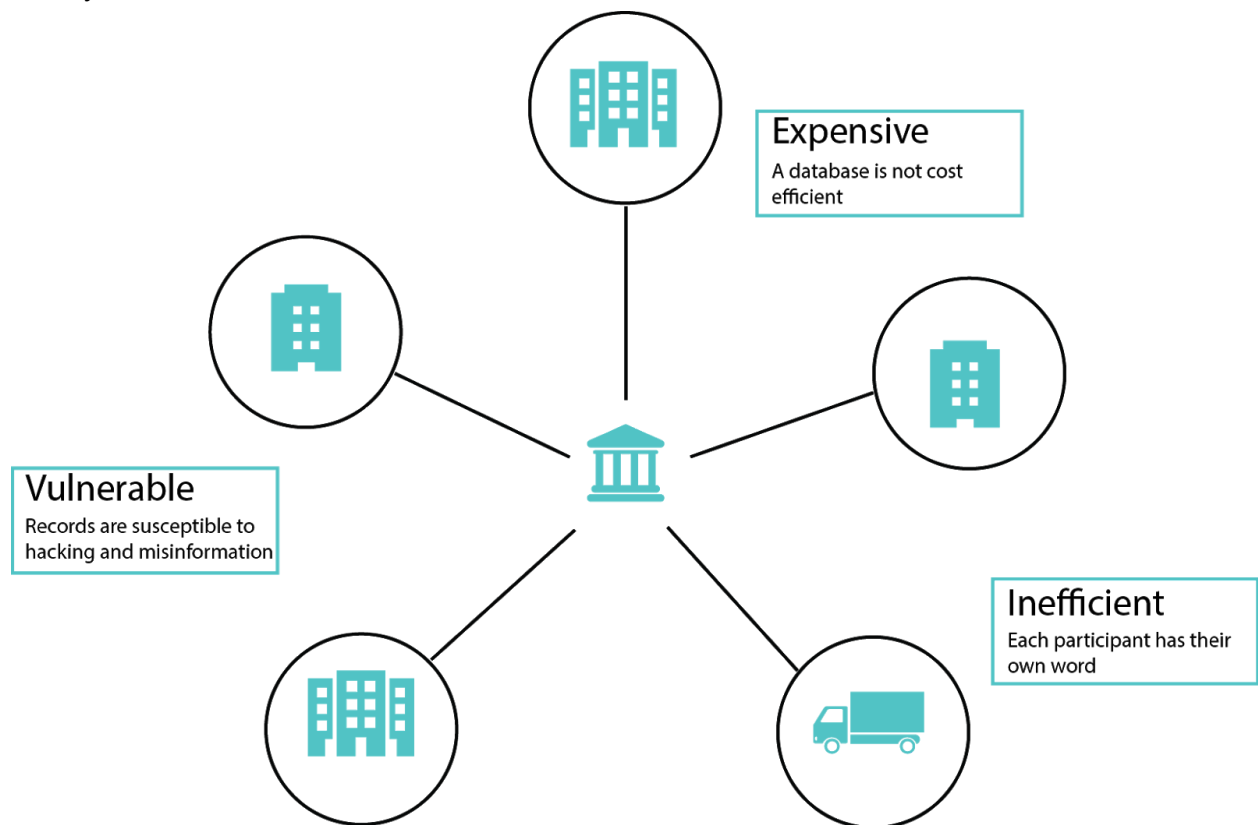 Expensive
A database is not cost
efficient
Vulnerable
Records are susceptible to
hacking and misinformation
Inefficient
Each participant has their
own word